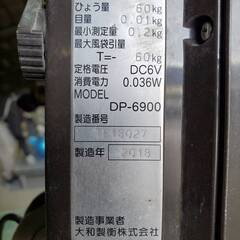 ひょう量 60kg
目量 0.01kg
最小測定量 0.2kg
最大風袋引量
T=- 60kg
定格電圧 DC6V
消費電力 0.036W
MODEL
DP-6900
製造番号
製造年 2018
製造事業者
大和製衡株式会社